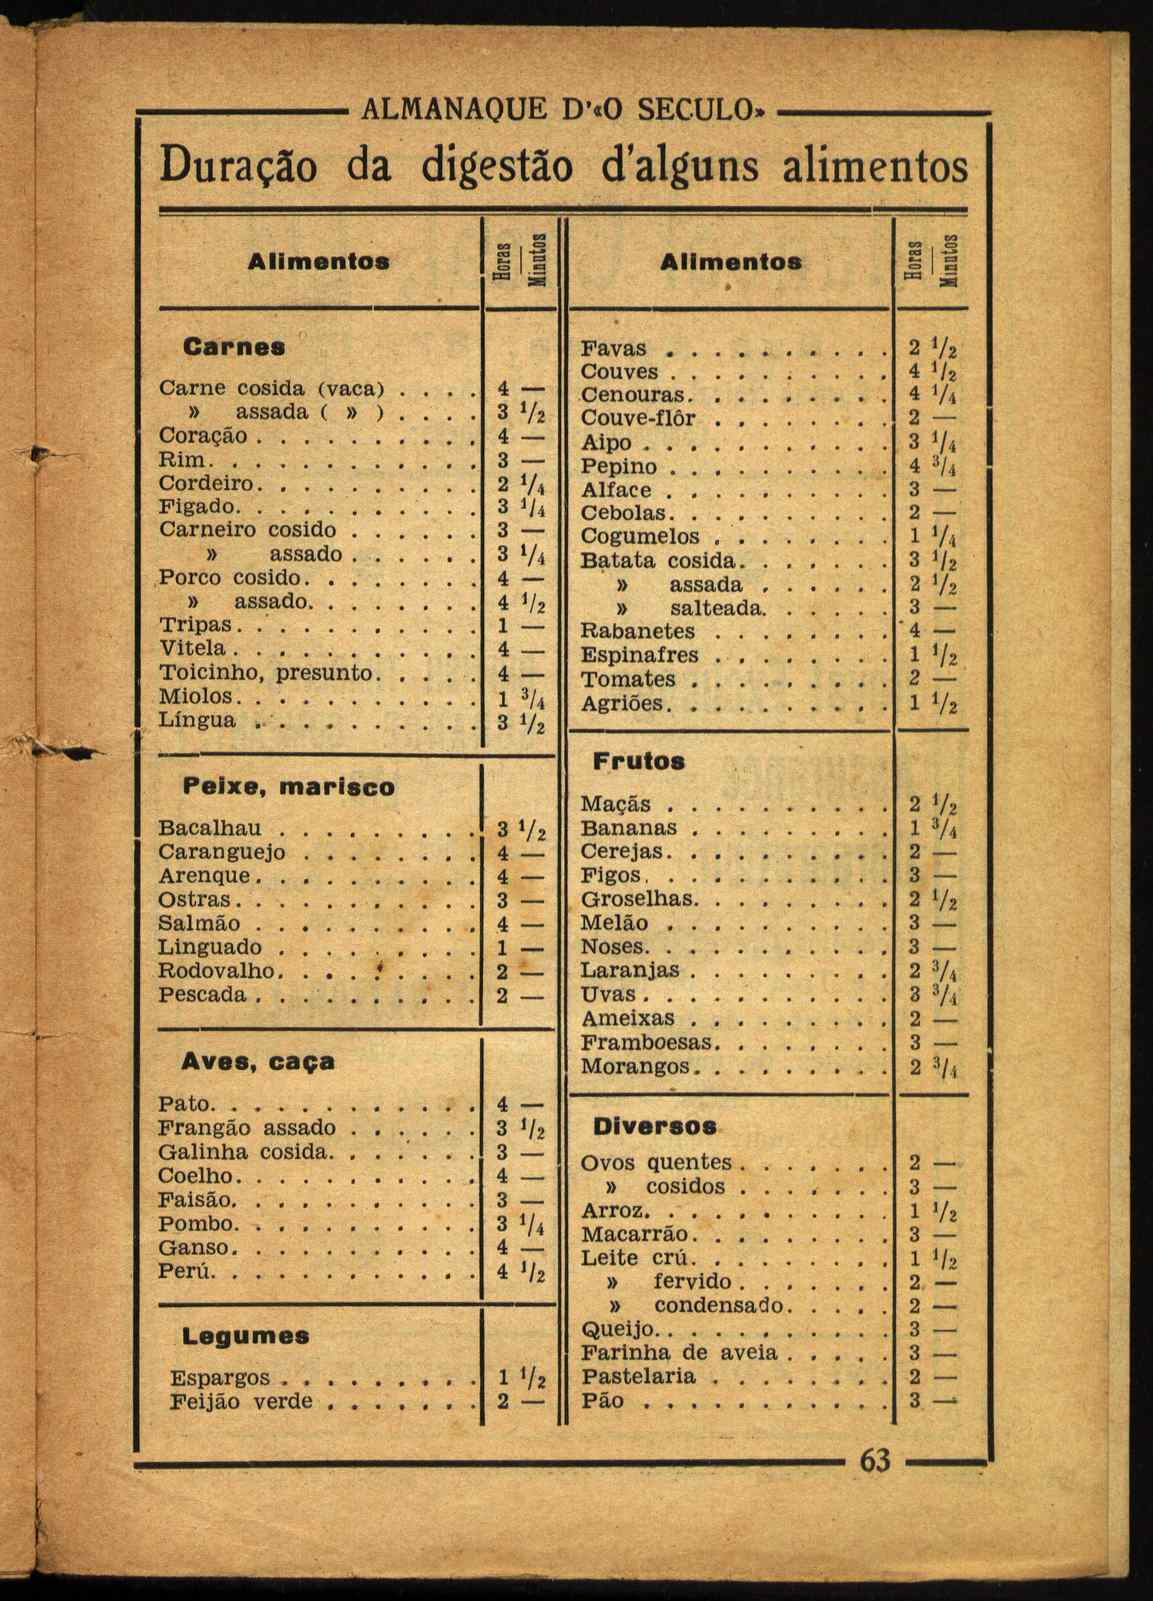 ALMANAQUE D'«O SECULO»
Duração da digestão d'alguns alimentos
Alimentos Horas Minutos
Carnes
Carne cosida (vaca) . . . . 4 —
» assada ( » ) . . . . 3 1/2
Coração . . . . . . . . . . 4 —
Rim. . . . . . . . . . . . 3 —
Cordeiro. . . . . . . . . . 2 1/4
Figado. . . . . . . . . . . 3 1/4
Carneiro cosido . . . . . . 3 —
» assado . . . . . . 3 1/4
Porco cosido. . . . . . . . 4 —
» assado. . . . . . . . 4 1/2
Tripas. . . . . . . . . . . 1 —
Vitela . . . . . . . . . . . 4 —
Toicinho, presunto. . . . . 4 —
Miolos. . . . . . . . . . . 1 3/4
Língua . . . . . . . . . . 3 1/2
Peixe, marisco
Bacalhau . . . . . . . . . 3 1/2
Caranguejo . . . . . . . . 4 —
Arenque. . . . . . . . . . 4 —
Ostras. . . . . . . . . . . 3 —
Salmão . . . . . . . . . . 4 —
Linguado . . . . . . . . . 1 —
Rodovalho. . . . . . . . . 2 —
Pescada . . . . . . . . . . 2 —
Aves, caça
Pato. . . . . . . . . . . . 4 —
Frangão assado . . . . . . 3 1/2
Galinha cosida. . . . . . . 3 —
Coelho. . . . . . . . . . . 4 —
Faisão. . . . . . . . . . . 3 —
Pombo. . . . . . . . . . . 3 1/4
Ganso. . . . . . . . . . . 4 —
Perú. . . . . . . . . . . . 4 1/2
Legumes
Espargos . . . . . . . . . 1 1/2
Feijão verde . . . . . . . 2 —
Alimentos Horas Minutos
Favas . . . . . . . . . . 2 1/2
Couves . . . . . . . . . . 4 1/2
Cenouras. . . . . . . . . 4 1/4
Couve-flôr . . . . . . . . 2 —
Aipo . . . . . . . . . . . 3 1/4
Pepino . . . . . . . . . . 4 3/4
Alface . . . . . . . . . . 3 —
Cebolas. . . . . . . . . . 2 —
Cogumelos . . . . . . . . 1 1/4
Batata cosida. . . . . . . 3 1/2
» assada . . . . . . 2 1/2
» salteada. . . . . . 3 —
Rabanetes . . . . . . . . 4 —
Espinafres . . . . . . . . 1 1/2
Tomates . . . . . . . . . 2 —
Agriões. . . . . . . . . . 1 1/2
Frutos
Maçãs . . . . . . . . . . 2 1/2
Bananas . . . . . . . . . 1 3/4
Cerejas. . . . . . . . . . 2 —
Figos. . . . . . . . . . . 3 —
Groselhas. . . . . . . . . 2 1/2
Melão . . . . . . . . . . 3 —
Noses. . . . . . . . . . . 3 —
Laranjas . . . . . . . . . 2 3/4
Uvas . . . . . . . . . . . 3 3/4
Ameixas . . . . . . . . . 2 —
Framboesas. . . . . . . . 3 —
Morangos. . . . . . . . . 2 3/4
Diversos
Ovos quentes . . . . . . . 2 —
» cosidos . . . . . . . 3 —
Arroz. . . . . . . . . . . 1 1/2
Macarrão. . . . . . . . . 3 —
Leite crú. . . . . . . . . 1 1/2
» fervido . . . . . . . 2 —
» condensado. . . . . 2 —
Queijo. . . . . . . . . . . 3 —
Farinha de aveia . . . . . 3 —
Pastelaria . . . . . . . . 2 —
Pão . . . . . . . . . . . 3 —
63